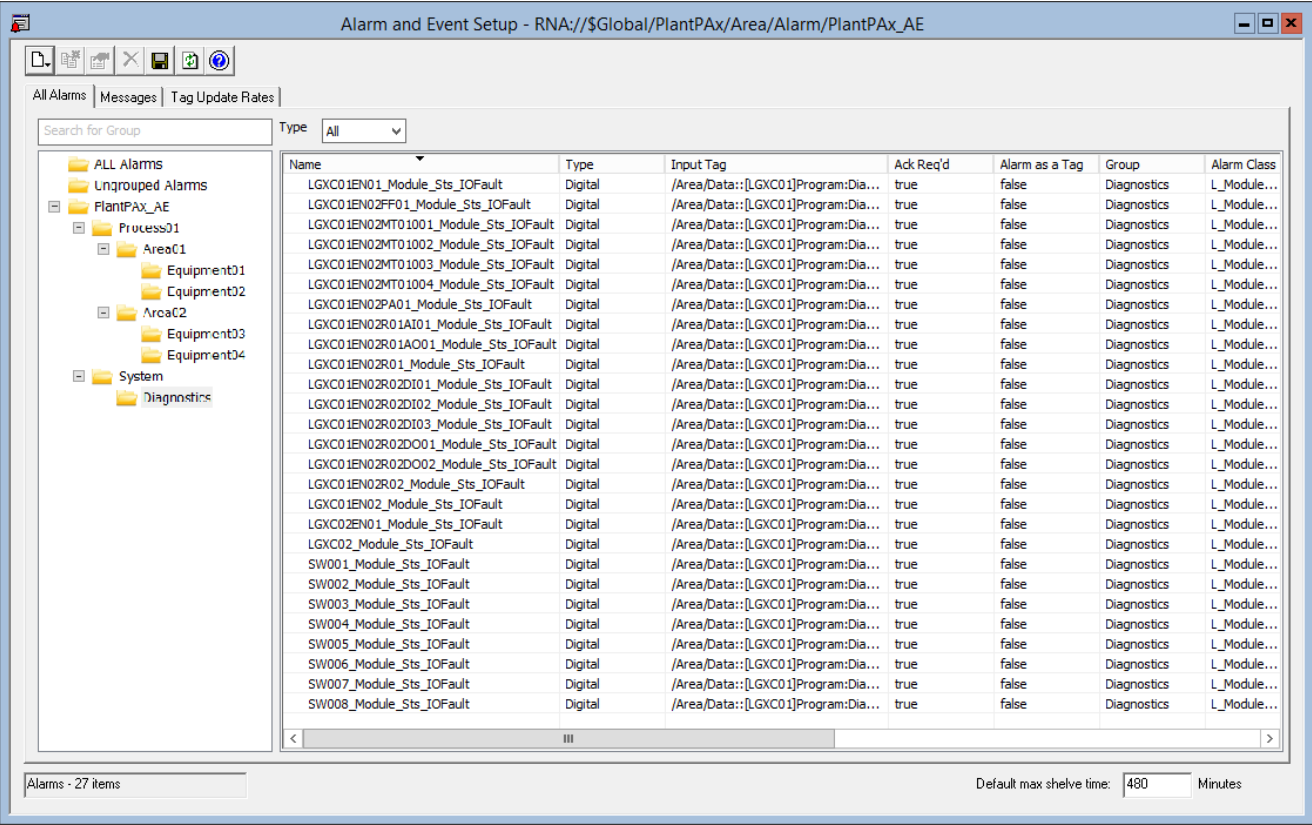 Alarm and Event Setup - RNA://$Global/PlantPAx/Area/Alarm/PlantPAx_AE
All Alarms Messages Tag Update Rates
Search for Group Type All
ALL Alarms
Ungrouped Alarms
PlantPAx_AE
Process01
Area01
Equipment01
Equipment02
Area02
Equipment03
Equipment04
System
Diagnostics
Name Type Input Tag Ack Req'd Alarm as a Tag Group Alarm Class
LGXC01EN01_Module_Sts_IOFault Digital /Area/Data::[LGXC01]Program:Dia... true false Diagnostics L_Module...
LGXC01EN02FF01_Module_Sts_IOFault Digital /Area/Data::[LGXC01]Program:Dia... true false Diagnostics L_Module...
LGXC01EN02MT01001_Module_Sts_IOFault Digital /Area/Data::[LGXC01]Program:Dia... true false Diagnostics L_Module...
LGXC01EN02MT01002_Module_Sts_IOFault Digital /Area/Data::[LGXC01]Program:Dia... true false Diagnostics L_Module...
LGXC01EN02MT01003_Module_Sts_IOFault Digital /Area/Data::[LGXC01]Program:Dia... true false Diagnostics L_Module...
LGXC01EN02MT01004_Module_Sts_IOFault Digital /Area/Data::[LGXC01]Program:Dia... true false Diagnostics L_Module...
LGXC01EN02PA01_Module_Sts_IOFault Digital /Area/Data::[LGXC01]Program:Dia... true false Diagnostics L_Module...
LGXC01EN02R01AI01_Module_Sts_IOFault Digital /Area/Data::[LGXC01]Program:Dia... true false Diagnostics L_Module...
LGXC01EN02R01AO01_Module_Sts_IOFault Digital /Area/Data::[LGXC01]Program:Dia... true false Diagnostics L_Module...
LGXC01EN02R01_Module_Sts_IOFault Digital /Area/Data::[LGXC01]Program:Dia... true false Diagnostics L_Module...
LGXC01EN02R02DI01_Module_Sts_IOFault Digital /Area/Data::[LGXC01]Program:Dia... true false Diagnostics L_Module...
LGXC01EN02R02DI02_Module_Sts_IOFault Digital /Area/Data::[LGXC01]Program:Dia... true false Diagnostics L_Module...
LGXC01EN02R02DI03_Module_Sts_IOFault Digital /Area/Data::[LGXC01]Program:Dia... true false Diagnostics L_Module...
LGXC01EN02R02DO01_Module_Sts_IOFault Digital /Area/Data::[LGXC01]Program:Dia... true false Diagnostics L_Module...
LGXC01EN02R02DO02_Module_Sts_IOFault Digital /Area/Data::[LGXC01]Program:Dia... true false Diagnostics L_Module...
LGXC01EN02R02_Module_Sts_IOFault Digital /Area/Data::[LGXC01]Program:Dia... true false Diagnostics L_Module...
LGXC01EN02_Module_Sts_IOFault Digital /Area/Data::[LGXC01]Program:Dia... true false Diagnostics L_Module...
LGXC02EN01_Module_Sts_IOFault Digital /Area/Data::[LGXC01]Program:Dia... true false Diagnostics L_Module...
LGXC02_Module_Sts_IOFault Digital /Area/Data::[LGXC01]Program:Dia... true false Diagnostics L_Module...
SW001_Module_Sts_IOFault Digital /Area/Data::[LGXC01]Program:Dia... true false Diagnostics L_Module...
SW002_Module_Sts_IOFault Digital /Area/Data::[LGXC01]Program:Dia... true false Diagnostics L_Module...
SW003_Module_Sts_IOFault Digital /Area/Data::[LGXC01]Program:Dia... true false Diagnostics L_Module...
SW004_Module_Sts_IOFault Digital /Area/Data::[LGXC01]Program:Dia... true false Diagnostics L_Module...
SW005_Module_Sts_IOFault Digital /Area/Data::[LGXC01]Program:Dia... true false Diagnostics L_Module...
SW006_Module_Sts_IOFault Digital /Area/Data::[LGXC01]Program:Dia... true false Diagnostics L_Module...
SW007_Module_Sts_IOFault Digital /Area/Data::[LGXC01]Program:Dia... true false Diagnostics L_Module...
SW008_Module_Sts_IOFault Digital /Area/Data::[LGXC01]Program:Dia... true false Diagnostics L_Module...
Alarms - 27 items Default max shelve time: 480 Minutes